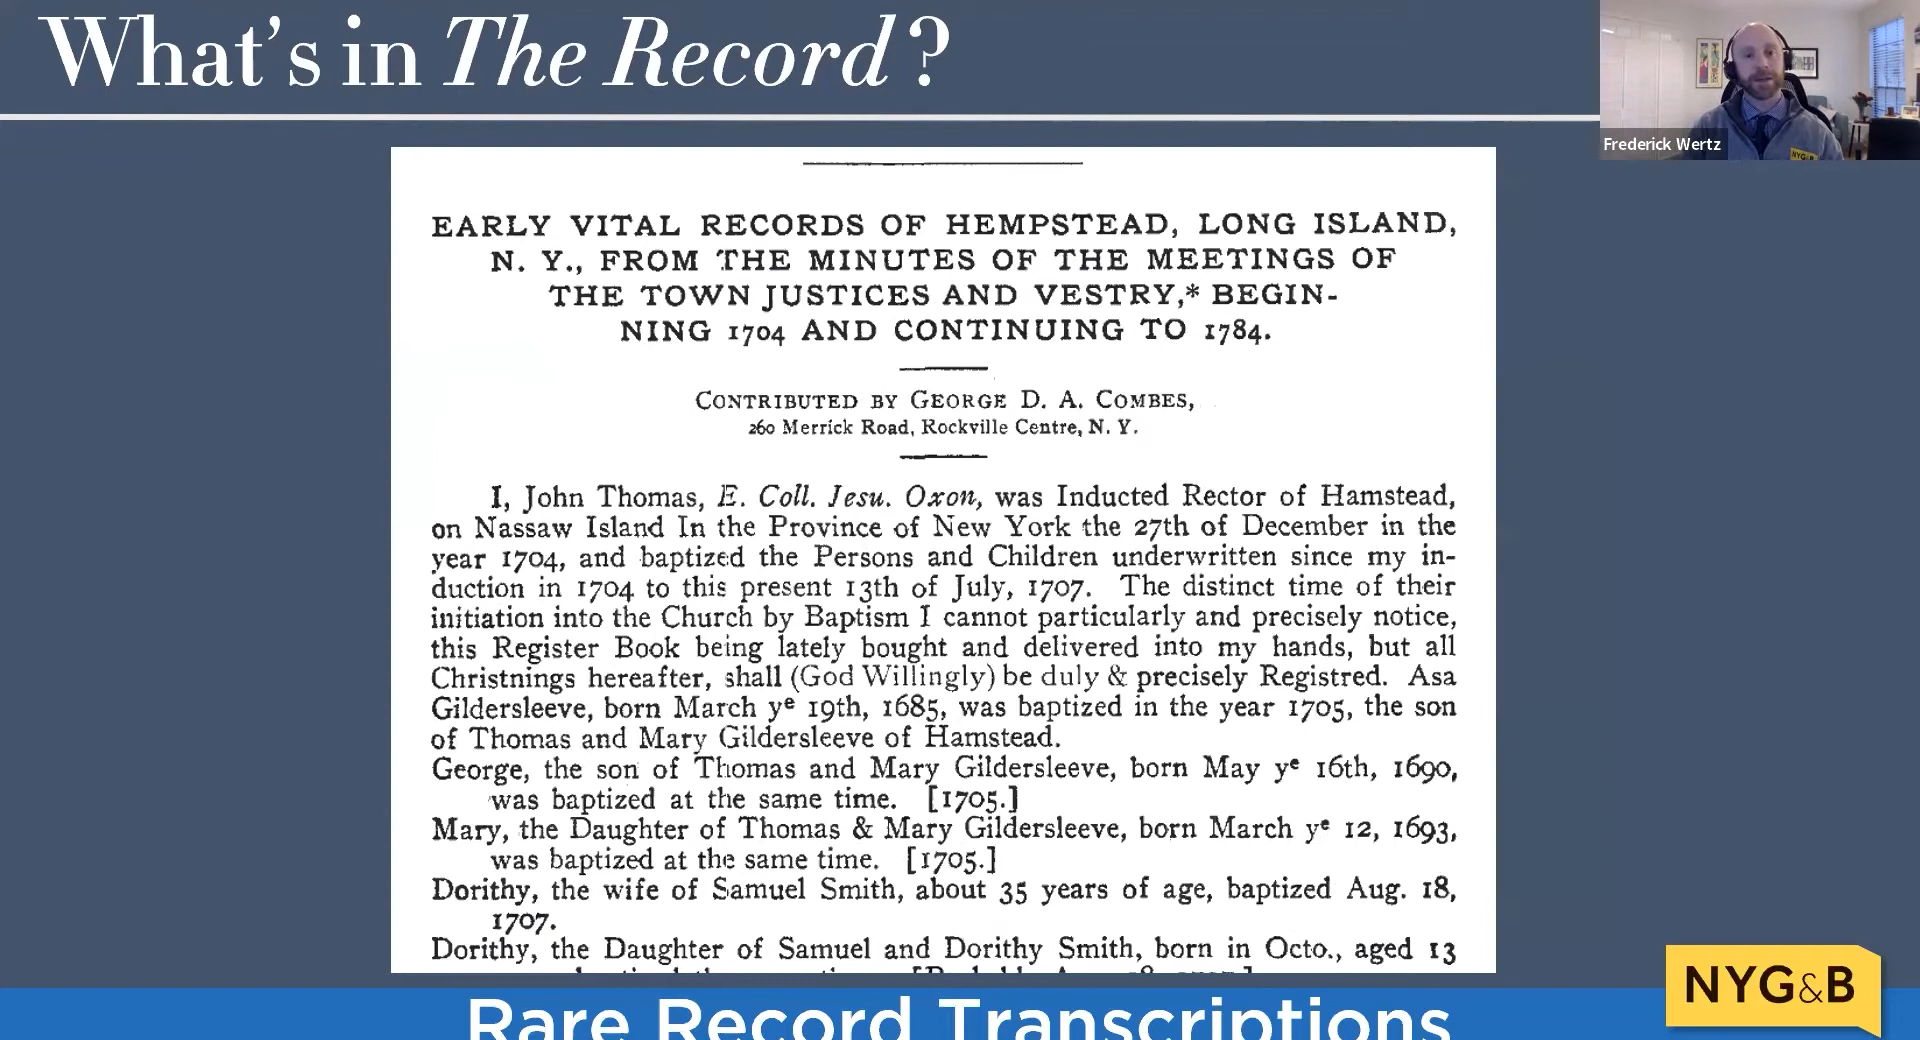 What's in The Record?
Frederick Wertz
NYG&B
EARLY VITAL RECORDS OF HEMPSTEAD, LONG ISLAND,
N. Y., FROM THE MINUTES OF THE MEETINGS OF
THE TOWN JUSTICES AND VESTRY,* BEGIN-
NING 1704 AND CONTINUING TO 1784.
CONTRIBUTED BY GEORGE D. A. COMBES,
260 Merrick Road, Rockville Centre, N. Y.
I, John Thomas, E. Coll. Jesu. Oxon, was Inducted Rector of Hamstead,
on Nassaw Island In the Province of New York the 27th of December in the
year 1704, and baptized the Persons and Children underwritten since my in-
duction in 1704 to this present 13th of July, 1707. The distinct time of their
initiation into the Church by Baptism I cannot particularly and precisely notice,
this Register Book being lately bought and delivered into my hands, but all
Christnings hereafter, shall (God Willingly) be duly & precisely Registred. Asa
Gildersleeve, born March yᵉ 19th, 1685, was baptized in the year 1705, the son
of Thomas and Mary Gildersleeve of Hamstead.
George, the son of Thomas and Mary Gildersleeve, born May yᵉ 16th, 1690,
was baptized at the same time. [1705.]
Mary, the Daughter of Thomas & Mary Gildersleeve, born March yᵉ 12, 1693,
was baptized at the same time. [1705.]
Dorithy, the wife of Samuel Smith, about 35 years of age, baptized Aug. 18,
1707.
Dorithy, the Daughter of Samuel and Dorithy Smith, born in Octo., aged 13
Rare Record Transcriptions
NYG&B